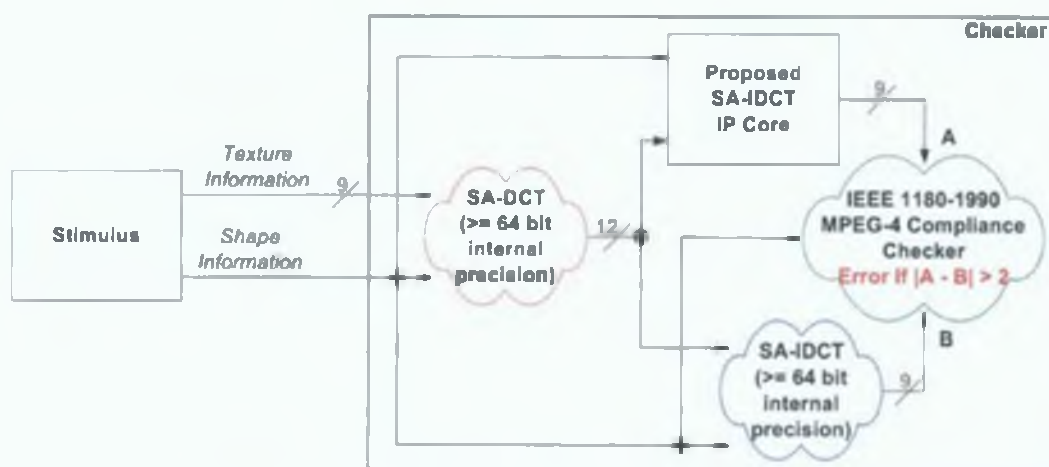 Checker
Proposed
SA-IDCT
IP Core
9
A
Texture
Information
9
Stimulus
Shape
Information
SA-DCT
(>= 64 bit
internal
precision)
12
IEEE 1180-1990
MPEG-4 Compliance
Checker
Error If |A - B| > 2
B
SA-IDCT
(>= 64 bit
internal
precision)
9